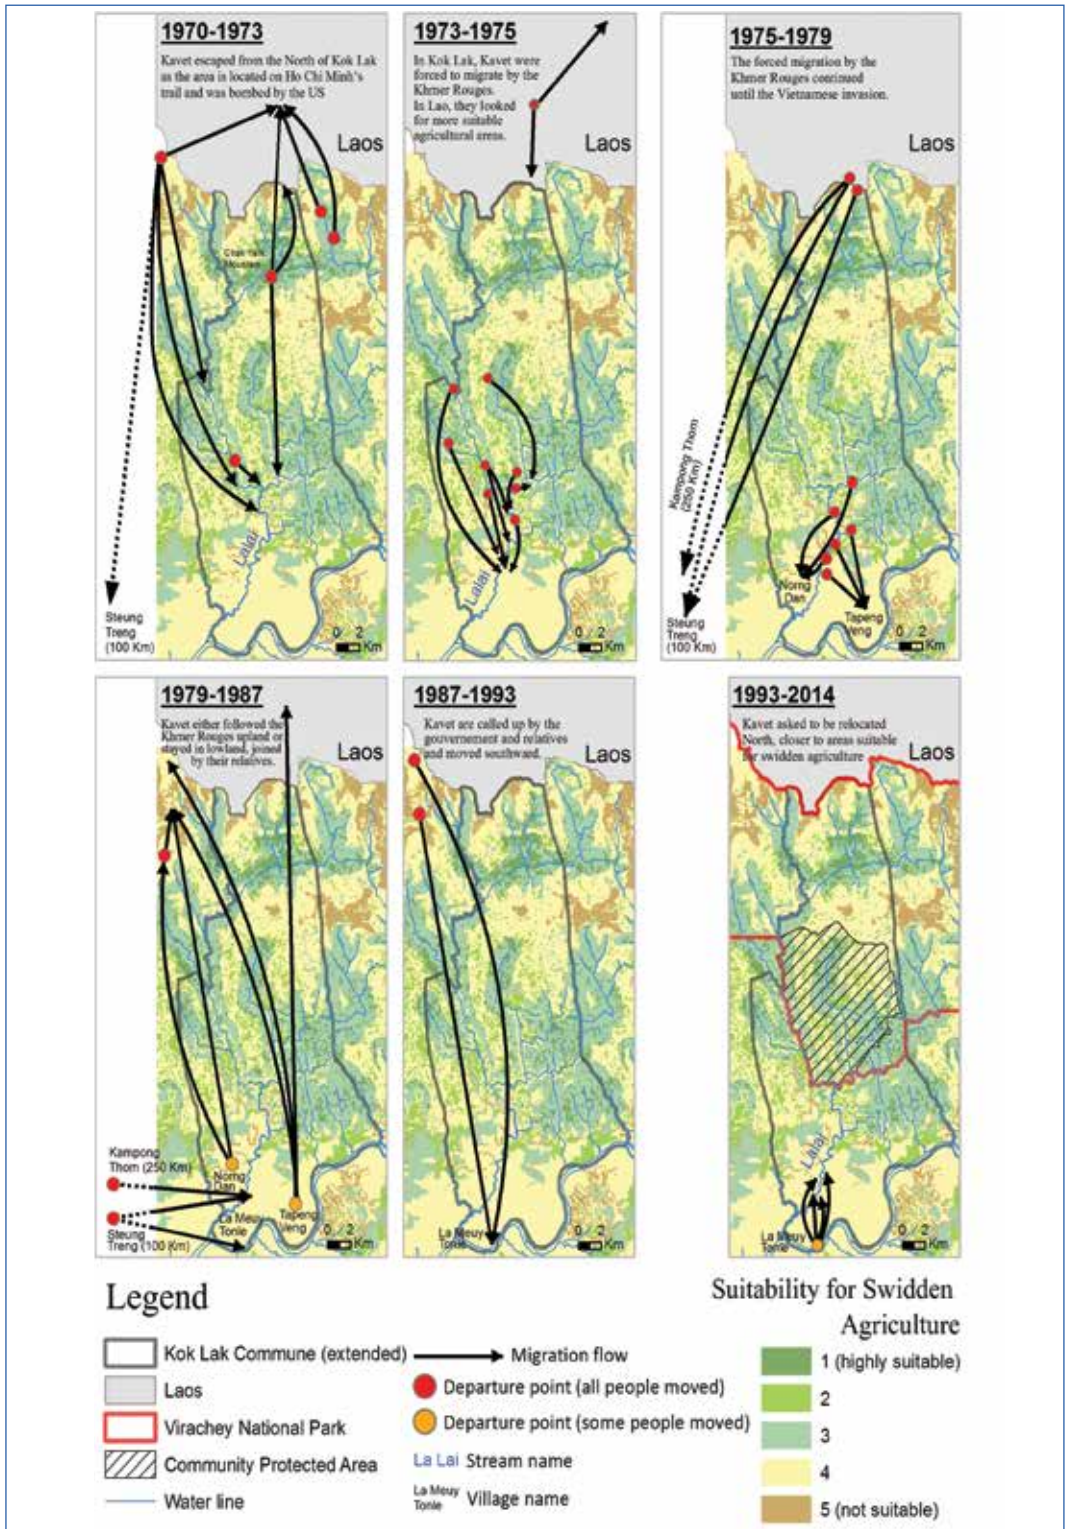 1970-1973
Kavet escaped from the North of Kok Lak
as the area is located on Ho Chi Minh's
trail and was bombed by the US
Laos
Lalai
Steung
Treng
(100 Km)
0 2
Km
1973-1975
In Kok Lak, Kavet were
forced to migrate by the
Khmer Rouges.
In Lao, they looked
for more suitable
agricultural areas.
Laos
Lalai
0 2
Km
1975-1979
The forced migration by the
Khmer Rouges continued
until the Vietnamese invasion.
Laos
Kampong Thom
(250 Km)
Norng
Dan
Tapeng
Veng
Steung
Treng (100 Km)
0 2
Km
1979-1987
Kavet either followed the
Khmer Rouges upland or
stayed in lowland, joined
by their relatives.
Laos
Kampong
Thom (250 Km)
Norng
Dan
La Meuy
Tonle
Tapeng
Veng
Steung
Treng (100 Km)
0 2
Km
1987-1993
Kavet are called up by the
gouvernement and relatives
and moved southward.
Laos
La Meuy
Tonle
0 2
Km
1993-2014
Kavet asked to be relocated
North, closer to areas suitable
for swidden agriculture
Laos
Lalai
La Meuy
Tonle
0 2
Km
Legend
Kok Lak Commune (extended)
Laos
Virachey National Park
Community Protected Area
Water line
Migration flow
Departure point (all people moved)
Departure point (some people moved)
La Lai Stream name
La Meuy
Tonle Village name
Suitability for Swidden
Agriculture
1 (highly suitable)
2
3
4
5 (not suitable)